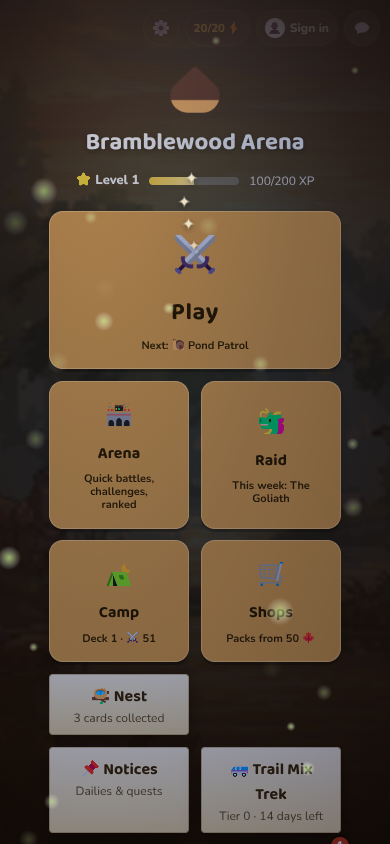 20/20 Sign in
Bramblewood Arena
Level 1 100/200 XP
Play
Next: Pond Patrol
Arena
Quick battles,
challenges,
ranked
Raid
This week: The
Goliath
Camp
Deck 1 · 51
Shops
Packs from 50
Nest
3 cards collected
Notices
Dailies & quests
Trail Mix
Trek
Tier 0 · 14 days left